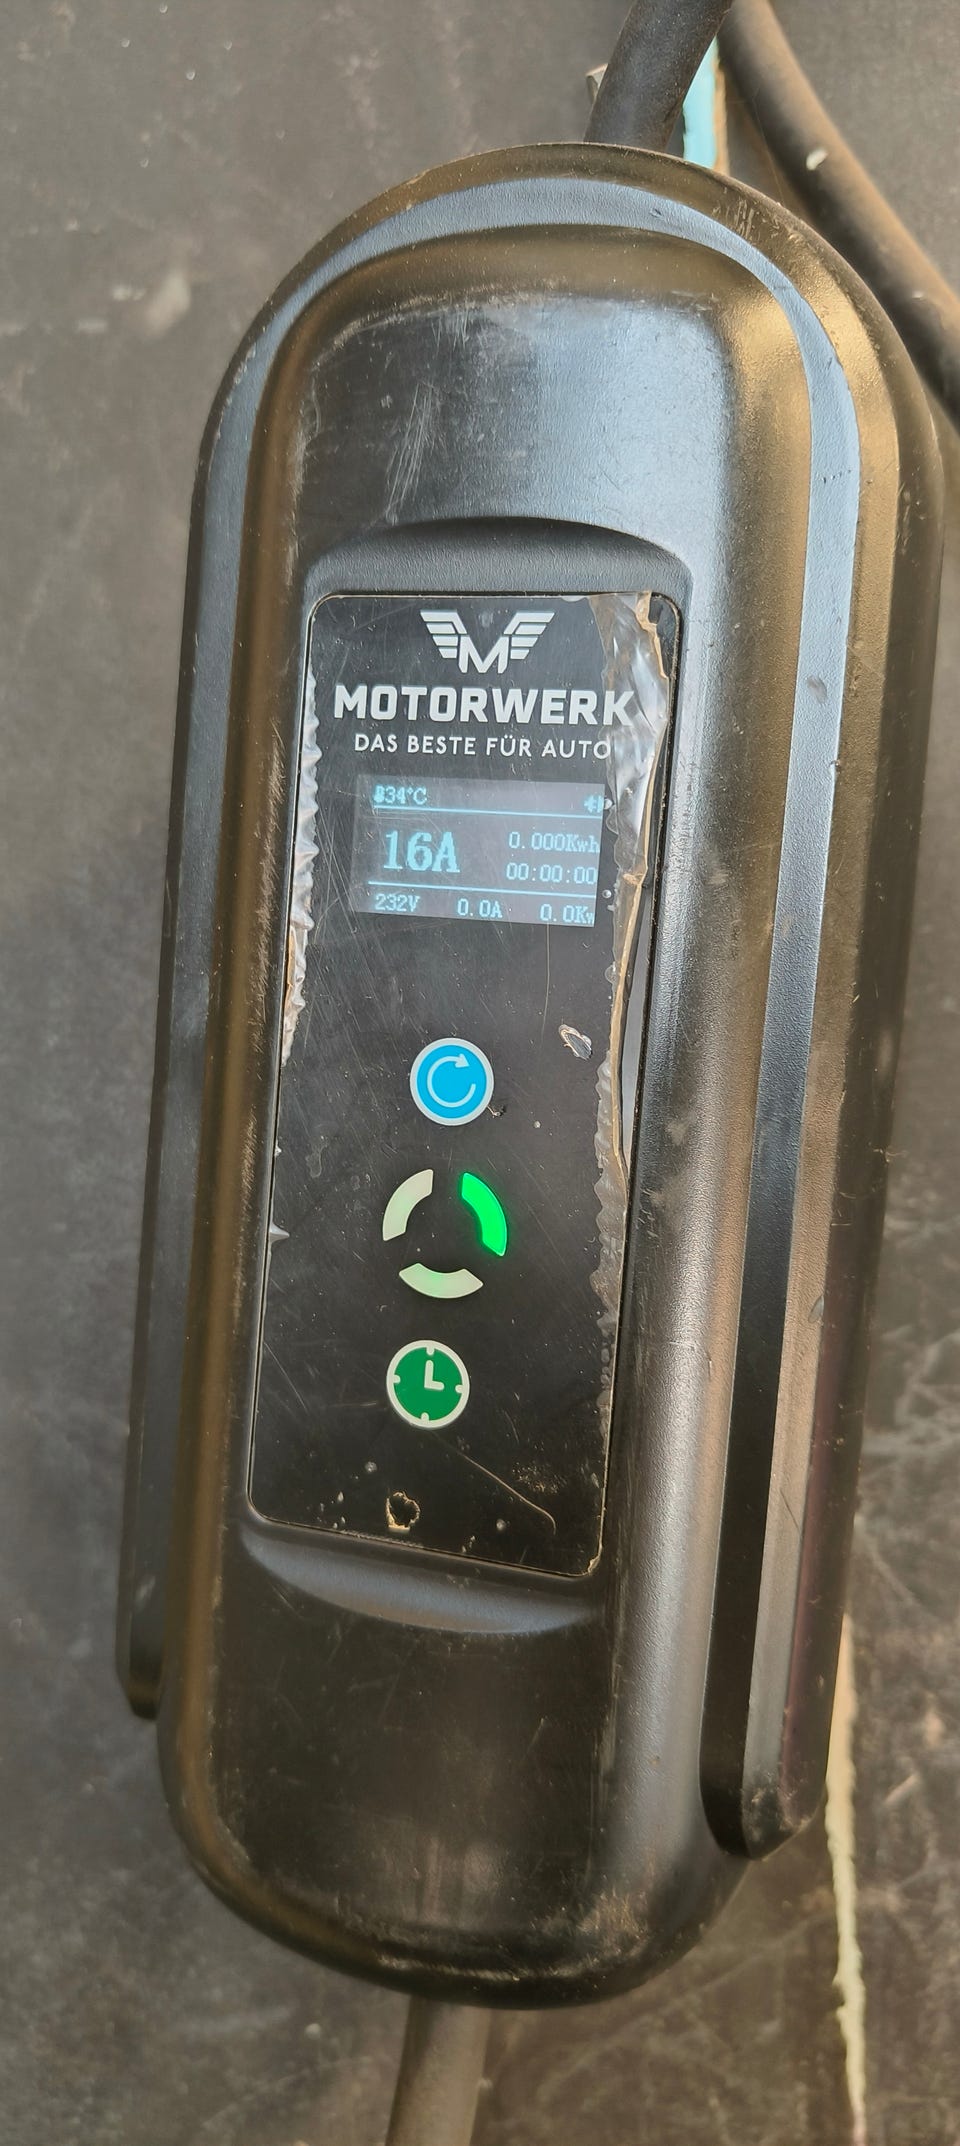 M
MOTORWERK
DAS BESTE FÜR AUTO
34°C
16A
0.000Kwh
00:00:00
232V 0.0A 0.0Kw